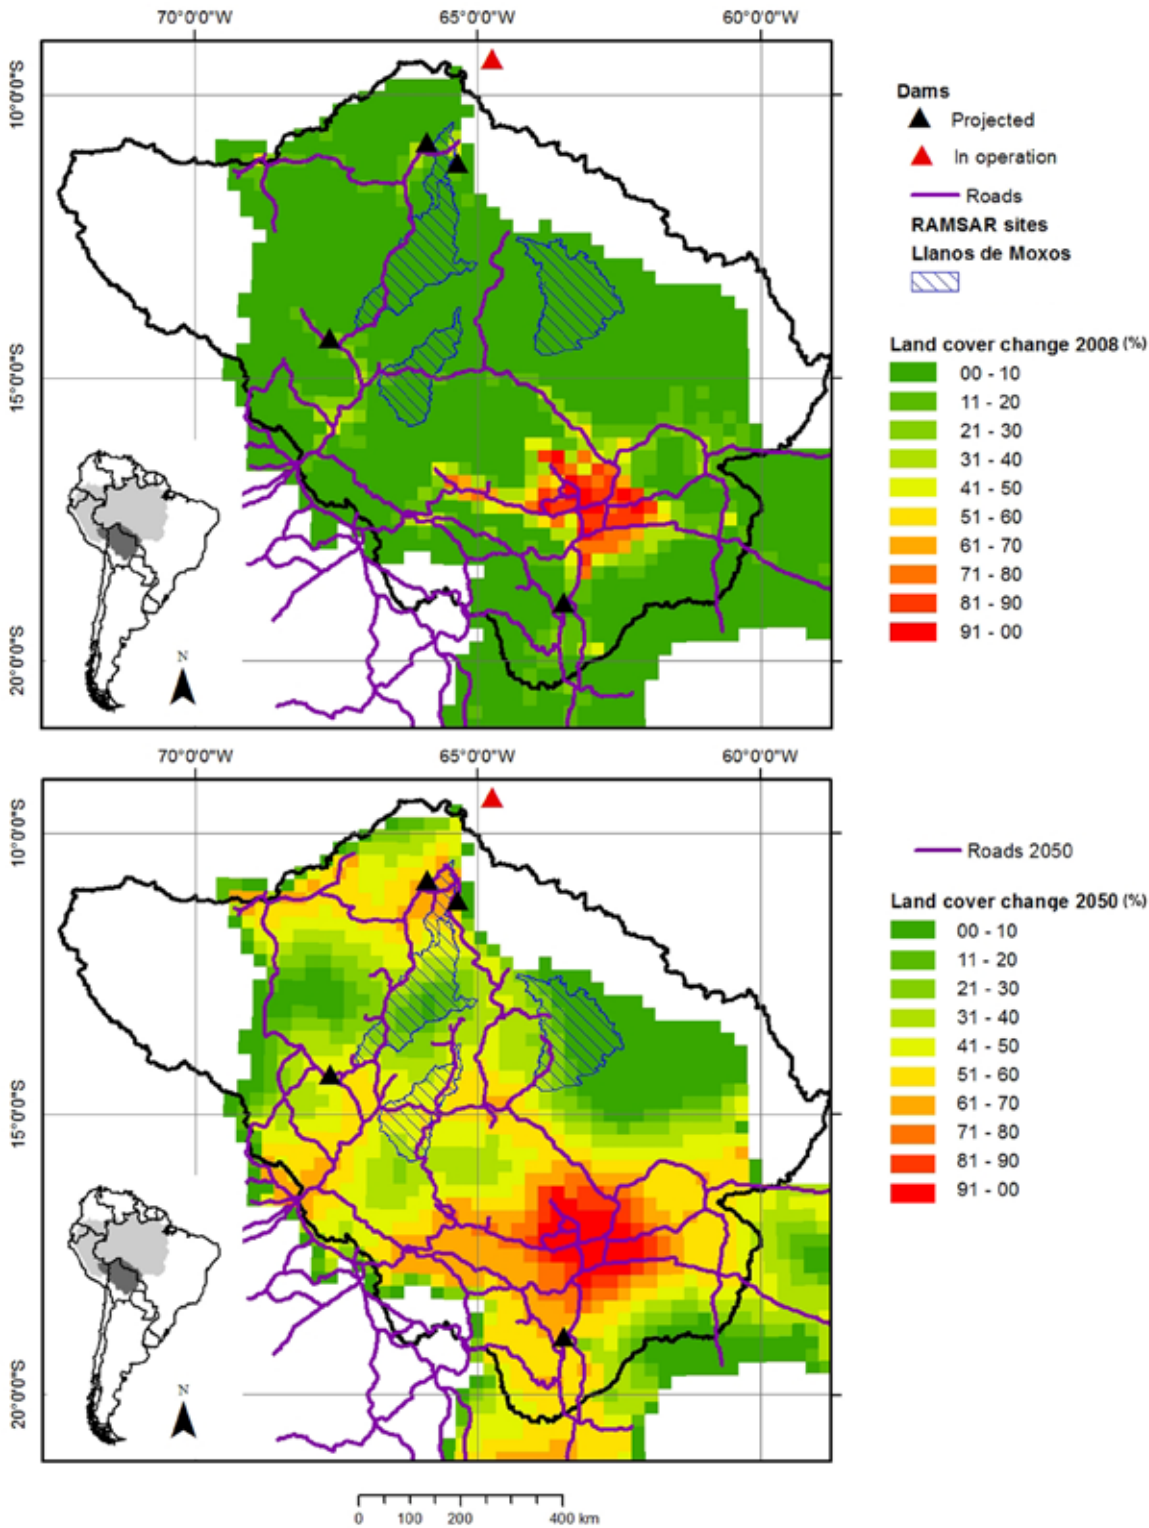 70°0'0"W 65°0'0"W 60°0'0"W
10°0'0"S
15°0'0"S
20°0'0"S
N
Dams
Projected
In operation
Roads
RAMSAR sites
Llanos de Moxos
Land cover change 2008 (%)
00 - 10
11 - 20
21 - 30
31 - 40
41 - 50
51 - 60
61 - 70
71 - 80
81 - 90
91 - 00
70°0'0"W 65°0'0"W 60°0'0"W
10°0'0"S
15°0'0"S
20°0'0"S
N
Roads 2050
Land cover change 2050 (%)
00 - 10
11 - 20
21 - 30
31 - 40
41 - 50
51 - 60
61 - 70
71 - 80
81 - 90
91 - 00
0 100 200 400 km